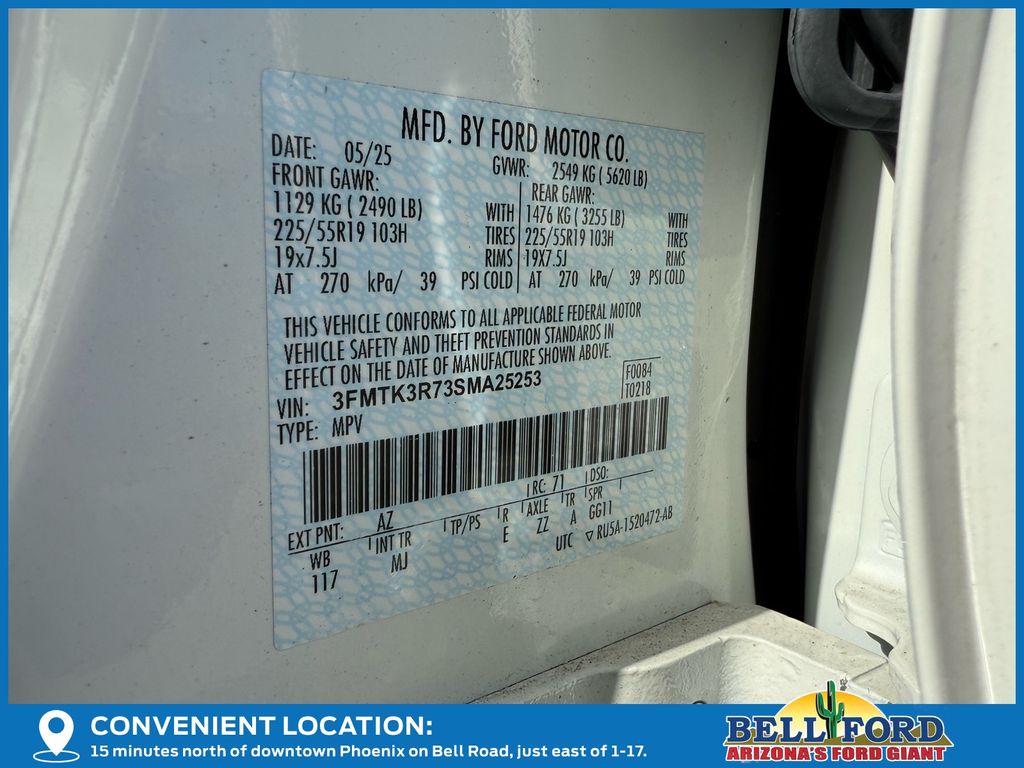 MFD. BY FORD MOTOR CO.
DATE: 05/25 GVWR: 2549 KG ( 5620 LB)
FRONT GAWR: REAR GAWR:
1129 KG ( 2490 LB) WITH 1476 KG ( 3255 LB) WITH
225/55R19 103H TIRES 225/55R19 103H TIRES
19x7.5J RIMS 19X7.5J RIMS
AT 270 kPa/ 39 PSI COLD AT 270 kPa/ 39 PSI COLD
THIS VEHICLE CONFORMS TO ALL APPLICABLE FEDERAL MOTOR
VEHICLE SAFETY AND THEFT PREVENTION STANDARDS IN
EFFECT ON THE DATE OF MANUFACTURE SHOWN ABOVE.
VIN: 3FMTK3R73SMA25253 F0084
TYPE: MPV T0218
EXT PNT: AZ RC: 71 DSO:
WB INT TR TP/PS R AXLE TR SPR
117 MJ E ZZ A GG11
UTC ▽ RU5A-1520472-AB
CONVENIENT LOCATION:
15 minutes north of downtown Phoenix on Bell Road, just east of 1-17.
BELL FORD
ARIZONA'S FORD GIANT